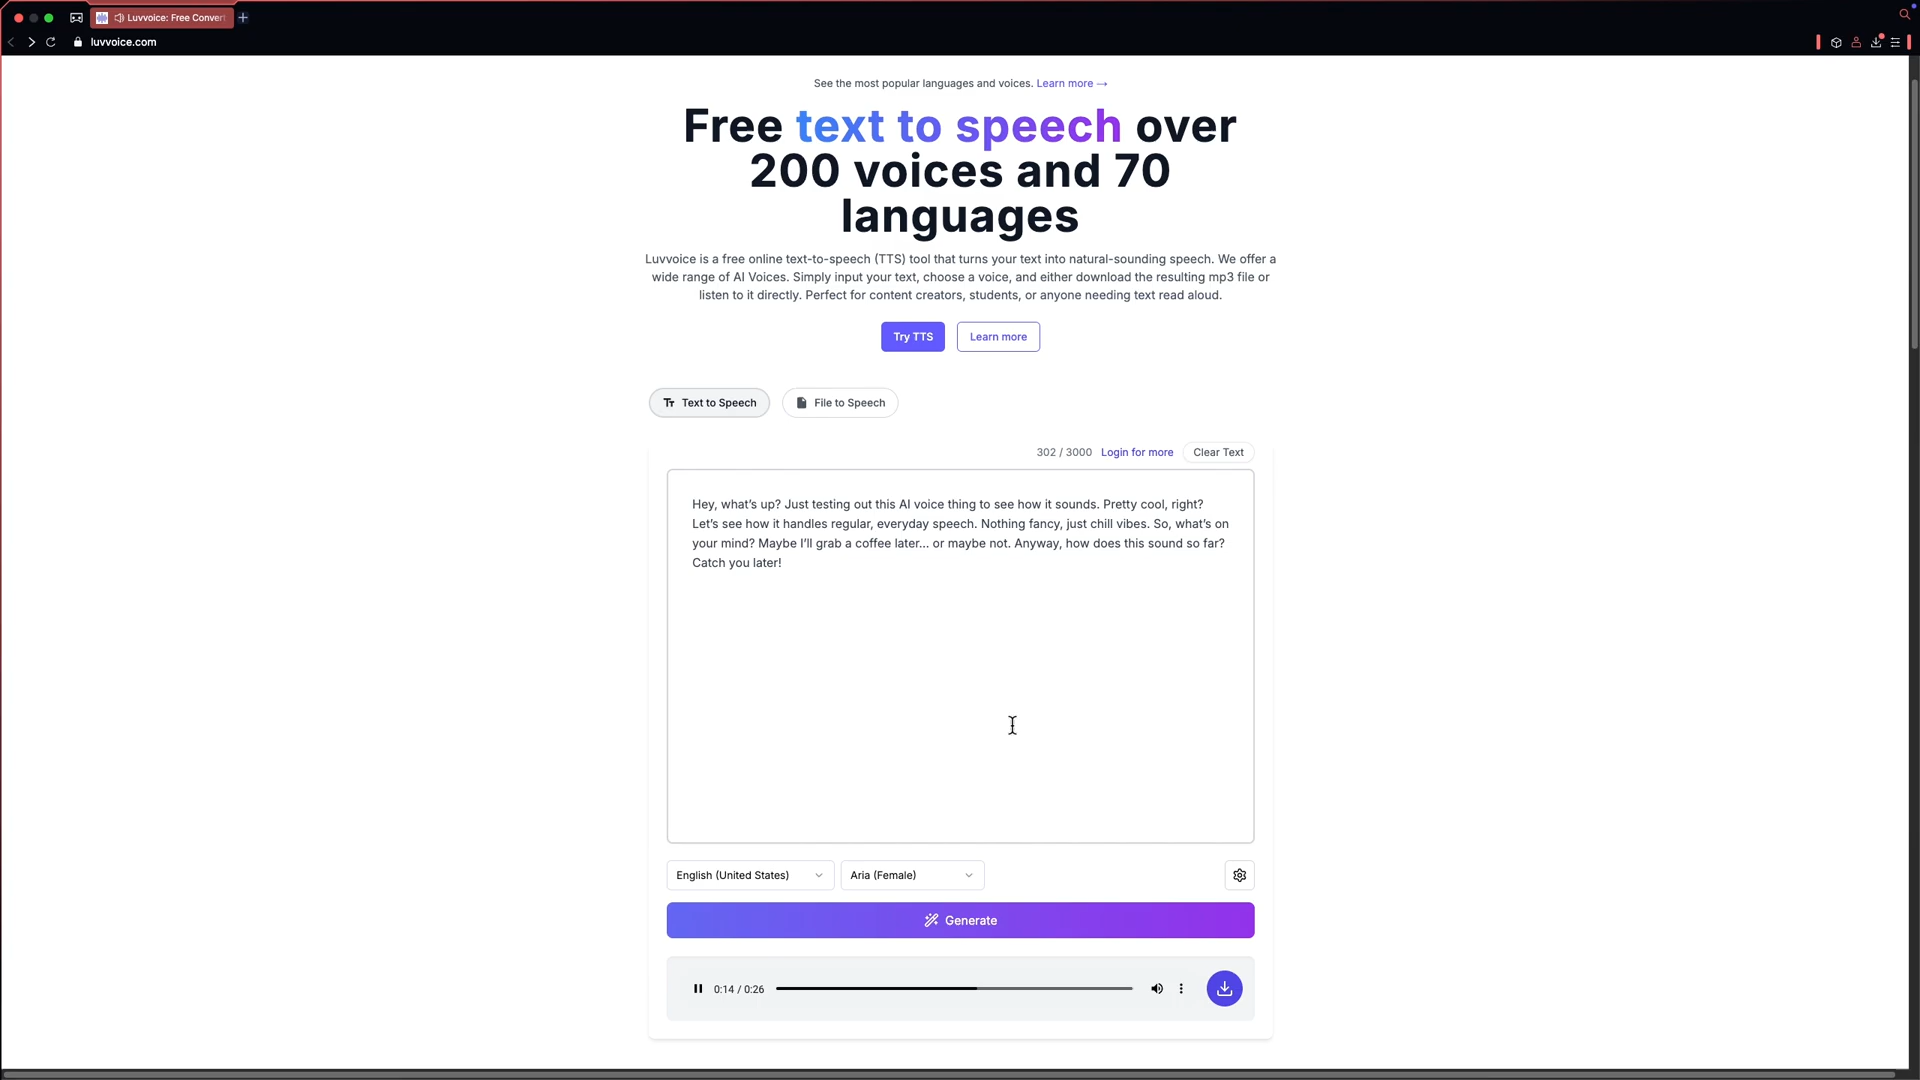 Luvvoice: Free Conver
luvvoice.com
See the most popular languages and voices. Learn more →
Free text to speech over
200 voices and 70
languages
Luvvoice is a free online text-to-speech (TTS) tool that turns your text into natural-sounding speech. We offer a
wide range of AI Voices. Simply input your text, choose a voice, and either download the resulting mp3 file or
listen to it directly. Perfect for content creators, students, or anyone needing text read aloud.
Try TTS Learn more
Text to Speech File to Speech
302 / 3000 Login for more Clear Text
Hey, what’s up? Just testing out this AI voice thing to see how it sounds. Pretty cool, right?
Let’s see how it handles regular, everyday speech. Nothing fancy, just chill vibes. So, what’s on
your mind? Maybe I’ll grab a coffee later... or maybe not. Anyway, how does this sound so far?
Catch you later!
English (United States) Aria (Female)
Generate
0:14 / 0:26